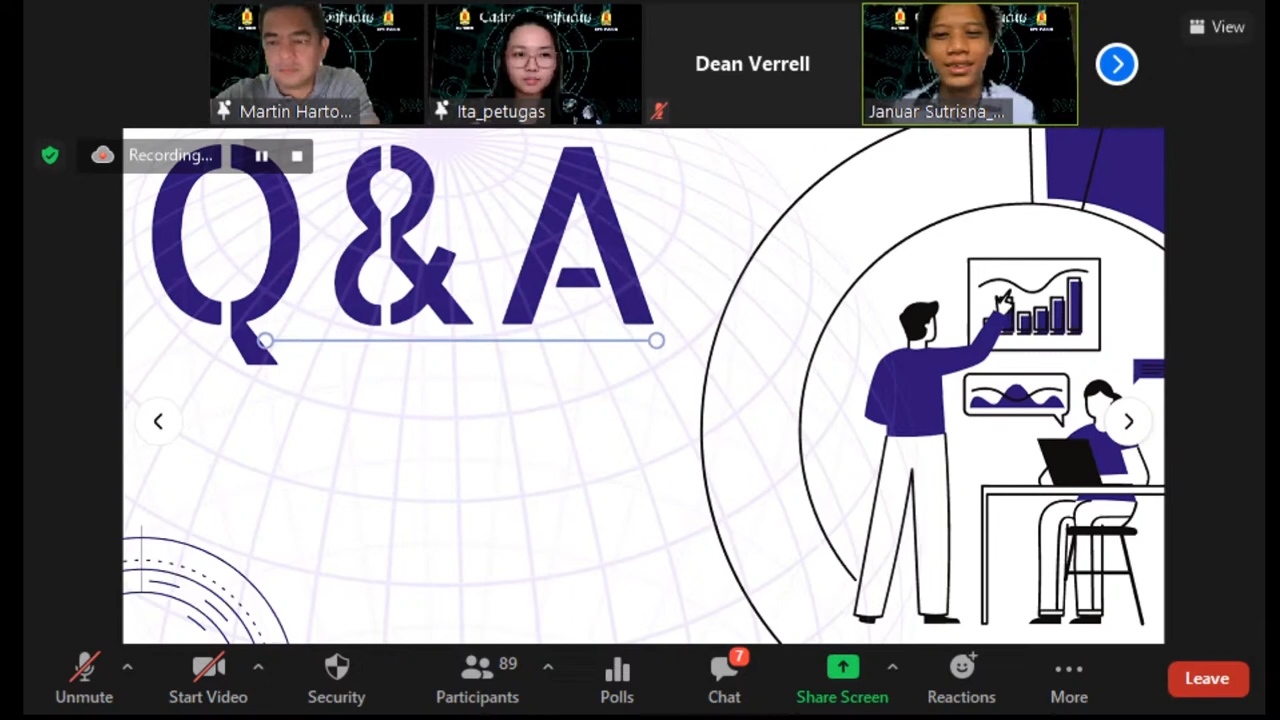 View
Martin Harto...
Ita_petugas
Dean Verrell
Januar Sutrisna_...
Recording...
Q & A
89
7
Unmute
Start Video
Security
Participants
Polls
Chat
Share Screen
Reactions
More
Leave